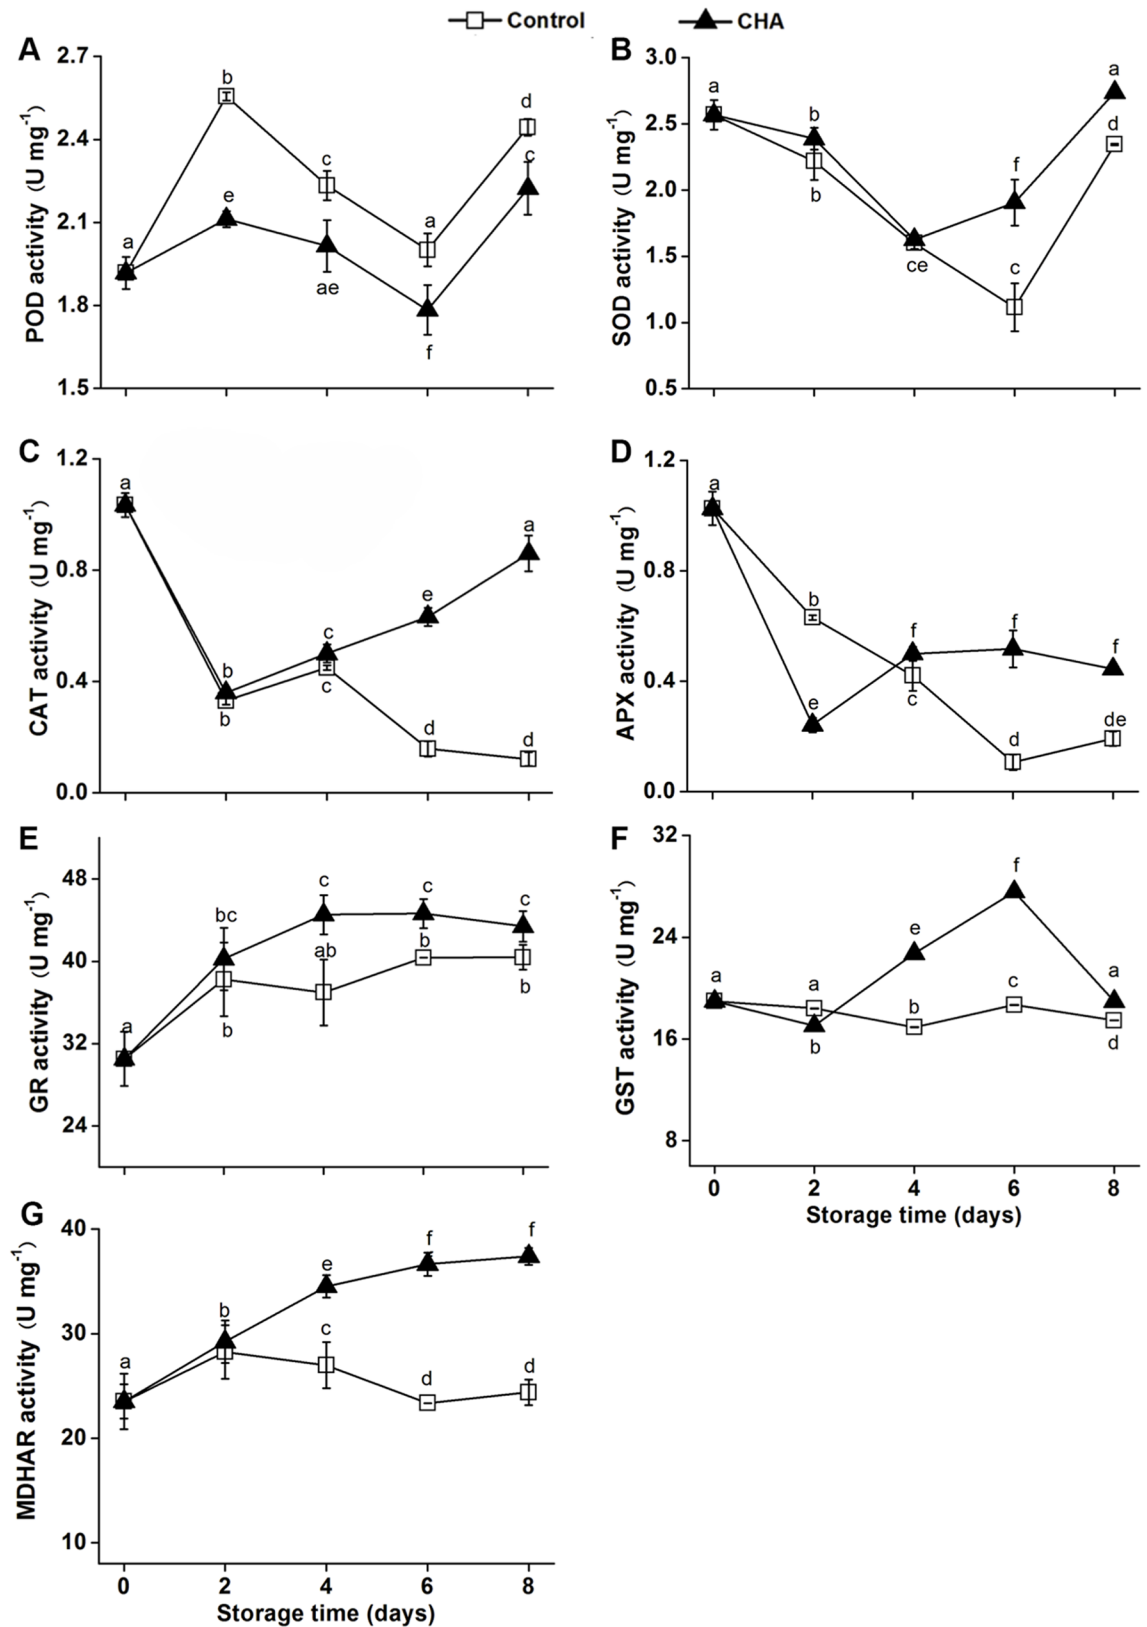 Control CHA
A
2.7
2.4
2.1
1.8
1.5
POD activity (U mg-1)
a b c a d
e ae f c
B
3.0
2.5
2.0
1.5
1.0
0.5
SOD activity (U mg-1)
a b f a
b ce c d
C
1.2
0.8
0.4
0.0
CAT activity (U mg-1)
a b c e a
b c d d
D
1.2
0.8
0.4
0.0
APX activity (U mg-1)
a b f f f
e c d de
E
48
40
32
24
GR activity (U mg-1)
a bc c c c
b ab b b
F
32
24
16
8
GST activity (U mg-1)
a a e f a
b b c d
0 2 4 6 8
Storage time (days)
G
40
30
20
10
MDHAR activity (U mg-1)
a b e f f
c d d
0 2 4 6 8
Storage time (days)